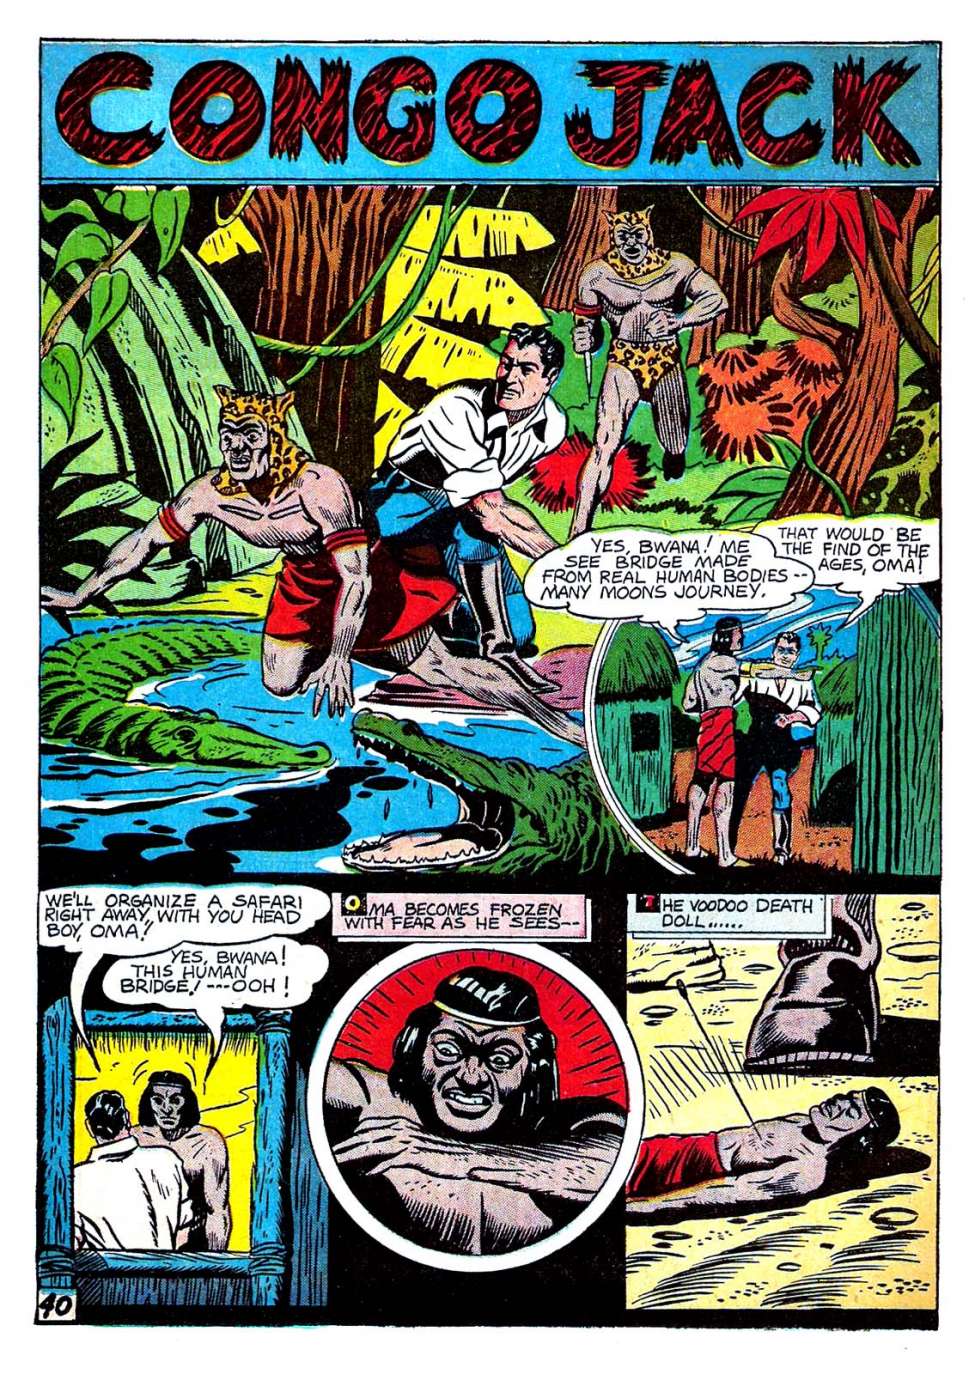 CONGO JACK
YES, BWANA! ME
SEE BRIDGE MADE
FROM REAL HUMAN BODIES --
MANY MOONS JOURNEY.
THAT WOULD BE
THE FIND OF THE
AGES, OMA!
WE'LL ORGANIZE A SAFARI
RIGHT AWAY, WITH YOU HEAD
BOY, OMA!
YES, BWANA!
THIS HUMAN
BRIDGE! ---OOH!
OMA BECOMES FROZEN
WITH FEAR AS HE SEES---
THE VOODOO DEATH
DOLL......
40